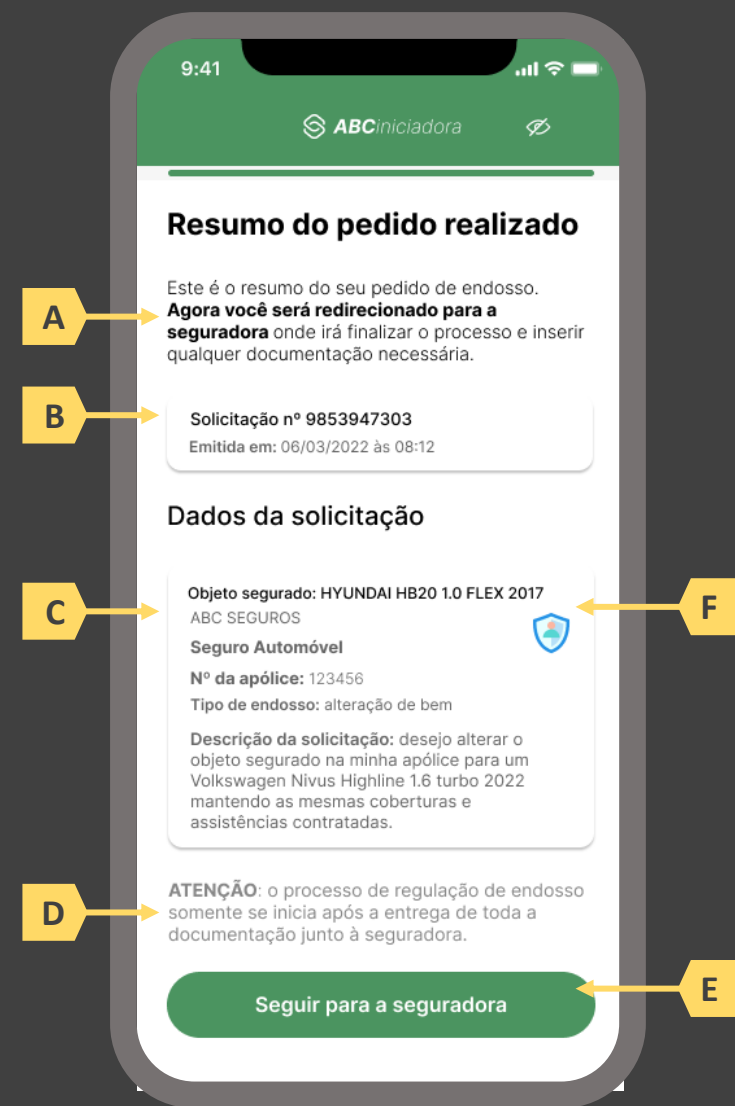 9:41
ABCiniciadora
Resumo do pedido realizado
Este é o resumo do seu pedido de endosso.
Agora você será redirecionado para a
seguradora onde irá finalizar o processo e inserir
qualquer documentação necessária.
A
B
Solicitação nº 9853947303
Emitida em: 06/03/2022 às 08:12
Dados da solicitação
C
Objeto segurado: HYUNDAI HB20 1.0 FLEX 2017
F
ABC SEGUROS
Seguro Automóvel
Nº da apólice: 123456
Tipo de endosso: alteração de bem
Descrição da solicitação: desejo alterar o
objeto segurado na minha apólice para um
Volkswagen Nivus Highline 1.6 turbo 2022
mantendo as mesmas coberturas e
assistências contratadas.
D
ATENÇÃO: o processo de regulação de endosso
somente se inicia após a entrega de toda a
documentação junto à seguradora.
E
Seguir para a seguradora